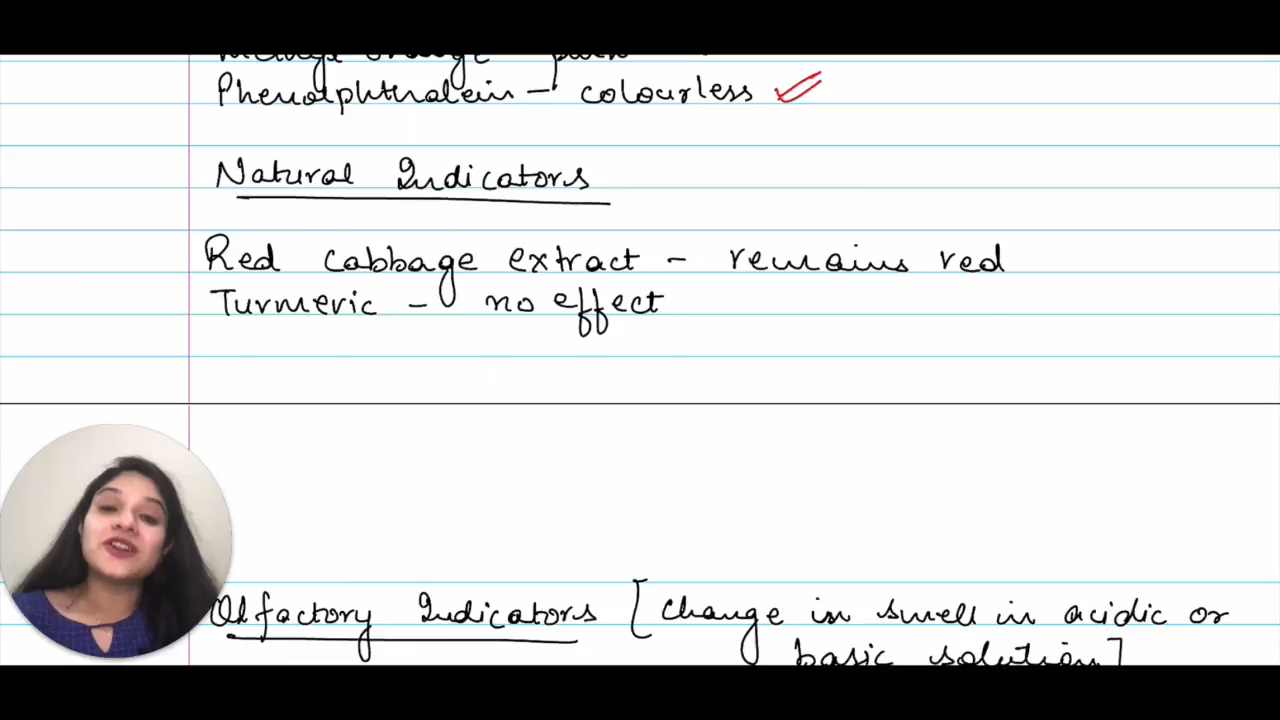 Phenolphthalein - colourless
Natural Indicators
Red cabbage extract - remains red
Turmeric - no effect
Olfactory Indicators [change in smell in acidic or
basic solution]